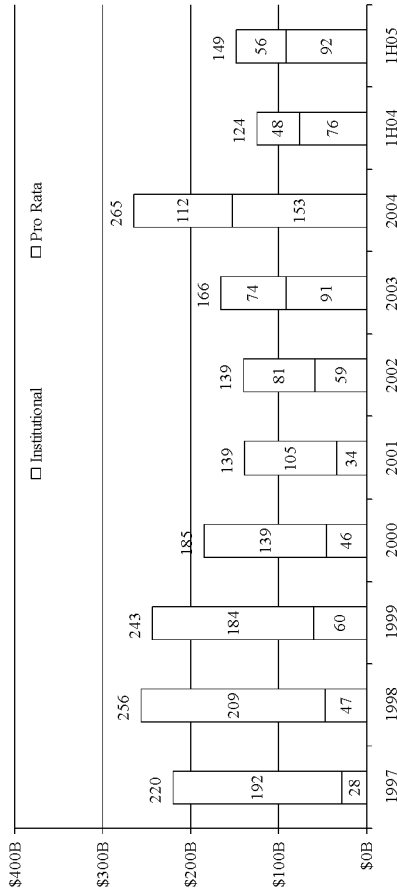 $400B
□ Institutional □ Pro Rata
$300B
$200B
$100B
$0B
220 256 243 185 139 139 166 265 124 149
192 209 184 139 105 81 74 112 48 56
28 47 60 46 34 59 91 153 76 92
1997 1998 1999 2000 2001 2002 2003 2004 1H04 1H05